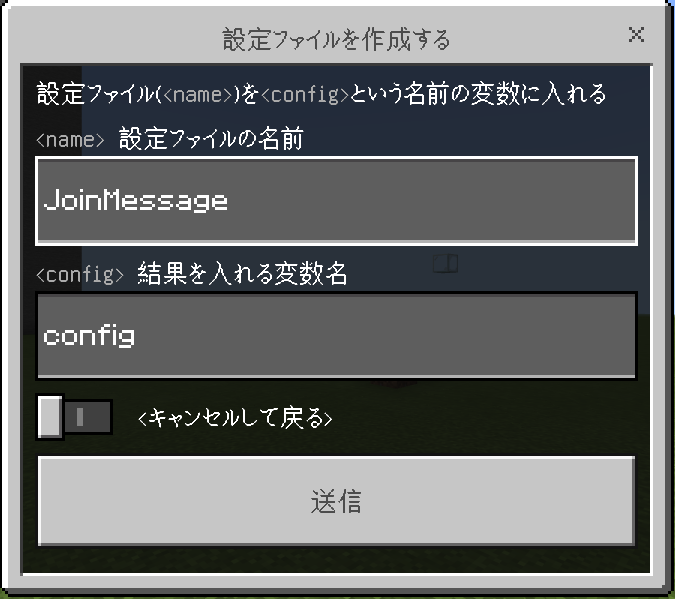 設定ファイルを作成する
設定ファイル(<name>)を<config>という名前の変数に入れる
<name> 設定ファイルの名前
JoinMessage
<config> 結果を入れる変数名
config
<キャンセルして戻る>
送信